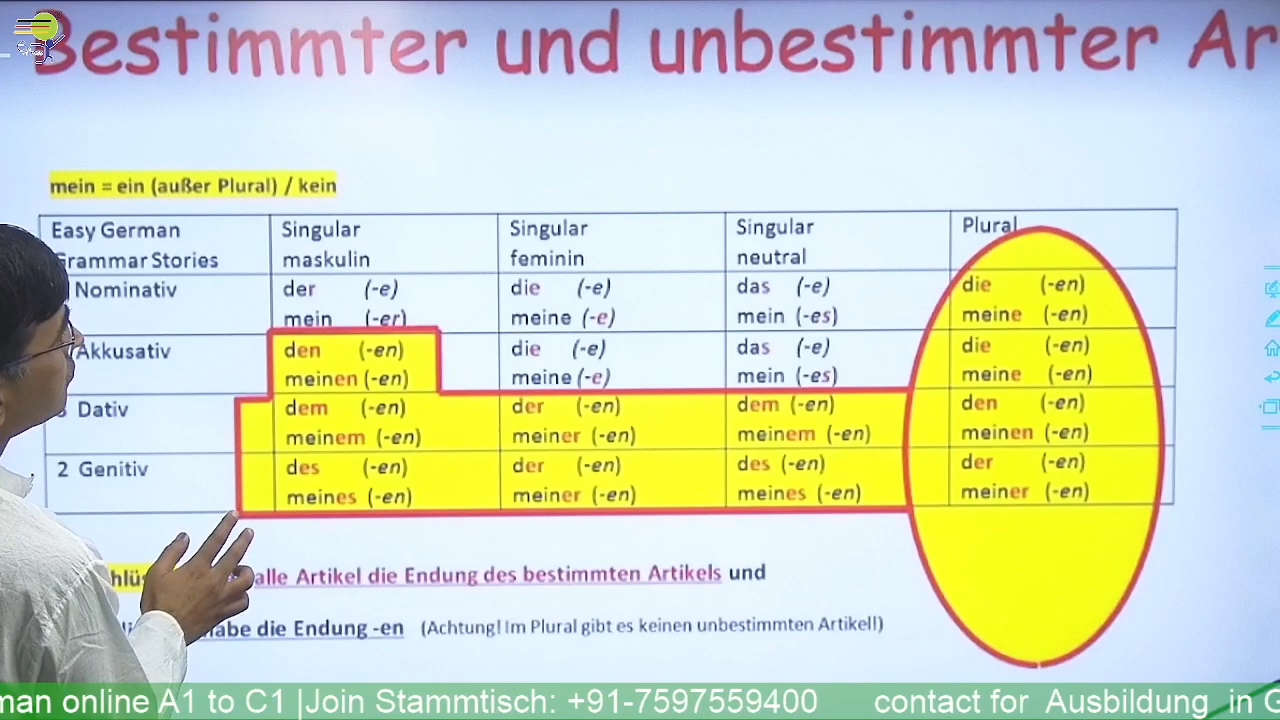 Bestimmter und unbestimmter Ar
mein = ein (außer Plural) / kein
Easy German Grammar Stories
Singular maskulin
Singular feminin
Singular neutral
Plural
Nominativ
der (-e)
mein (-er)
die (-e)
meine (-e)
das (-e)
mein (-es)
die (-en)
meine (-en)
Akkusativ
den (-en)
meinen (-en)
die (-e)
meine (-e)
das (-e)
mein (-es)
die (-en)
meine (-en)
Dativ
dem (-en)
meinem (-en)
der (-en)
meiner (-en)
dem (-en)
meinem (-en)
den (-en)
meinen (-en)
2 Genitiv
des (-en)
meines (-en)
der (-en)
meiner (-en)
des (-en)
meines (-en)
der (-en)
meiner (-en)
alle Artikel die Endung des bestimmten Artikels und
die Endung -en (Achtung! Im Plural gibt es keinen unbestimmten Artikel!)
man online A1 to C1 |Join Stammtisch: +91-7597559400 contact for Ausbildung in G